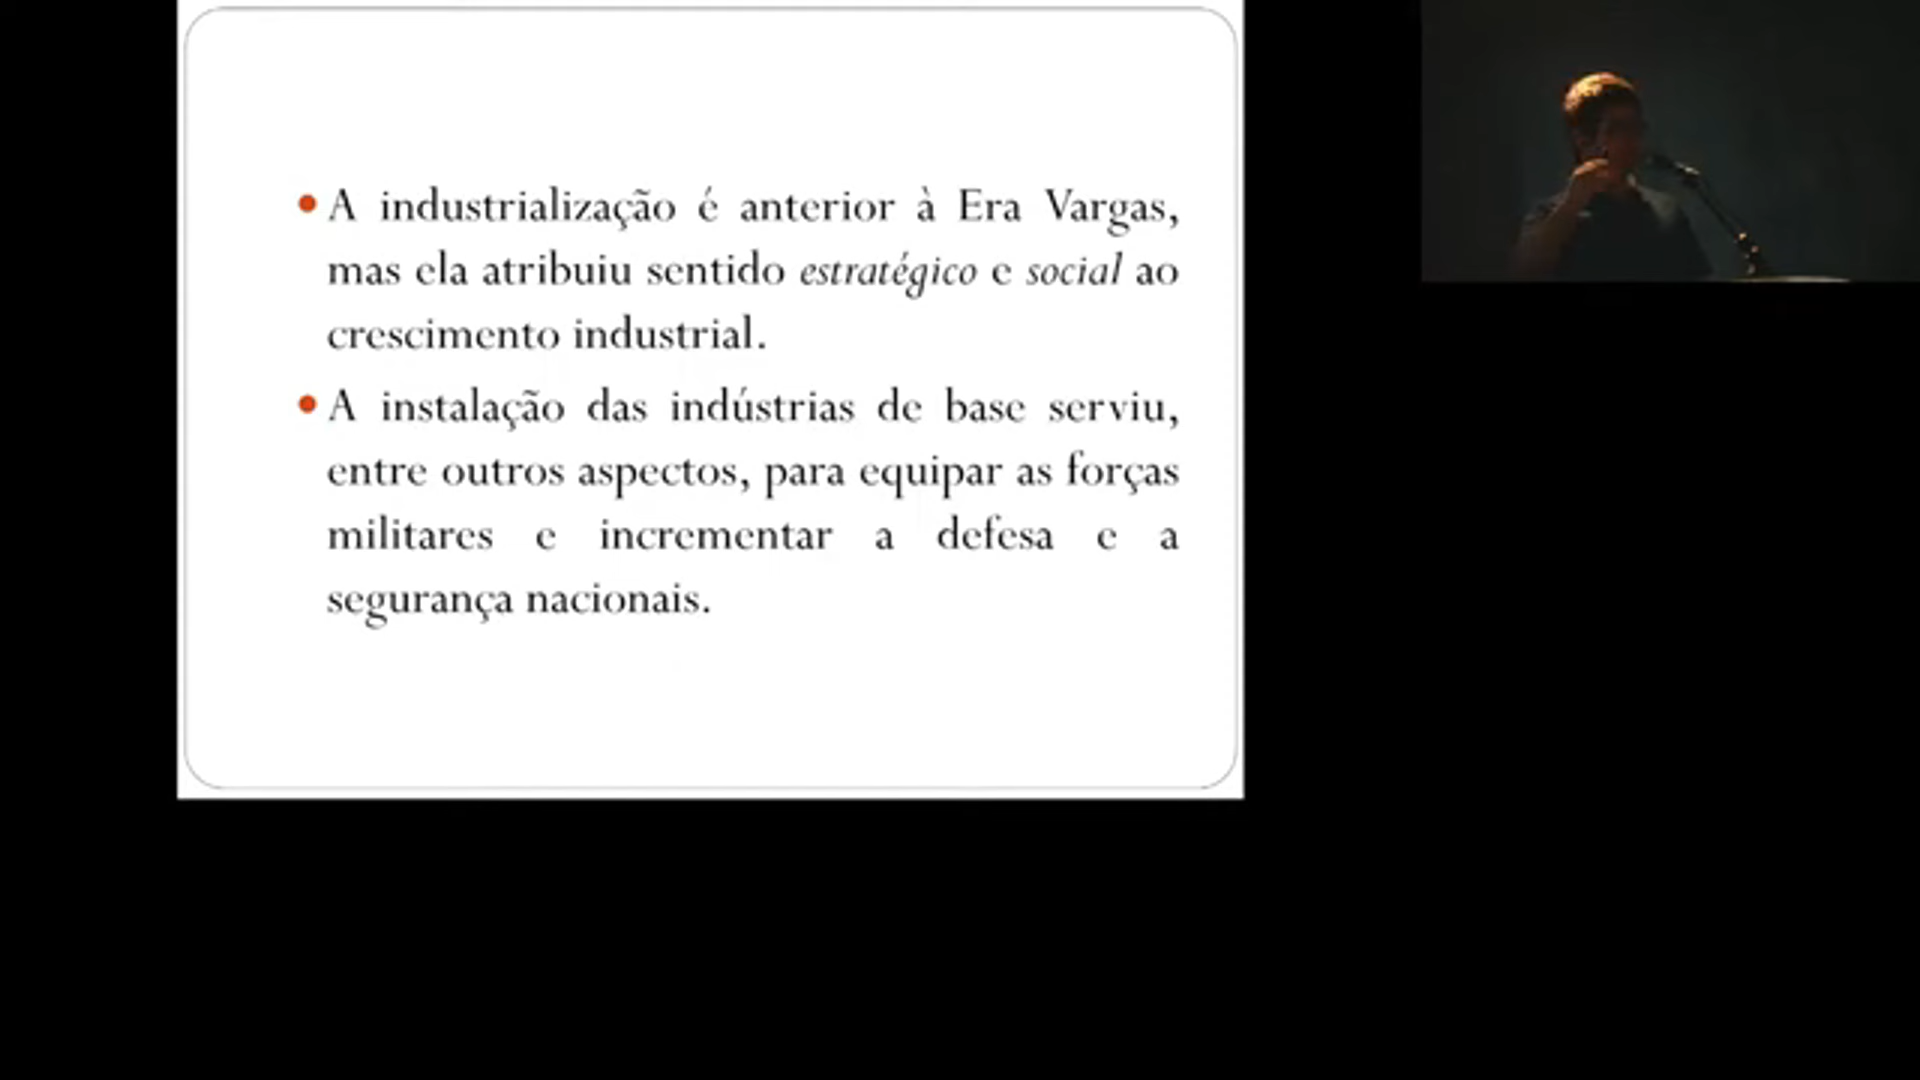 • A industrialização é anterior à Era Vargas,
mas ela atribuiu sentido estratégico e social ao
crescimento industrial.
• A instalação das indústrias de base serviu,
entre outros aspectos, para equipar as forças
militares e incrementar a defesa e a
segurança nacionais.